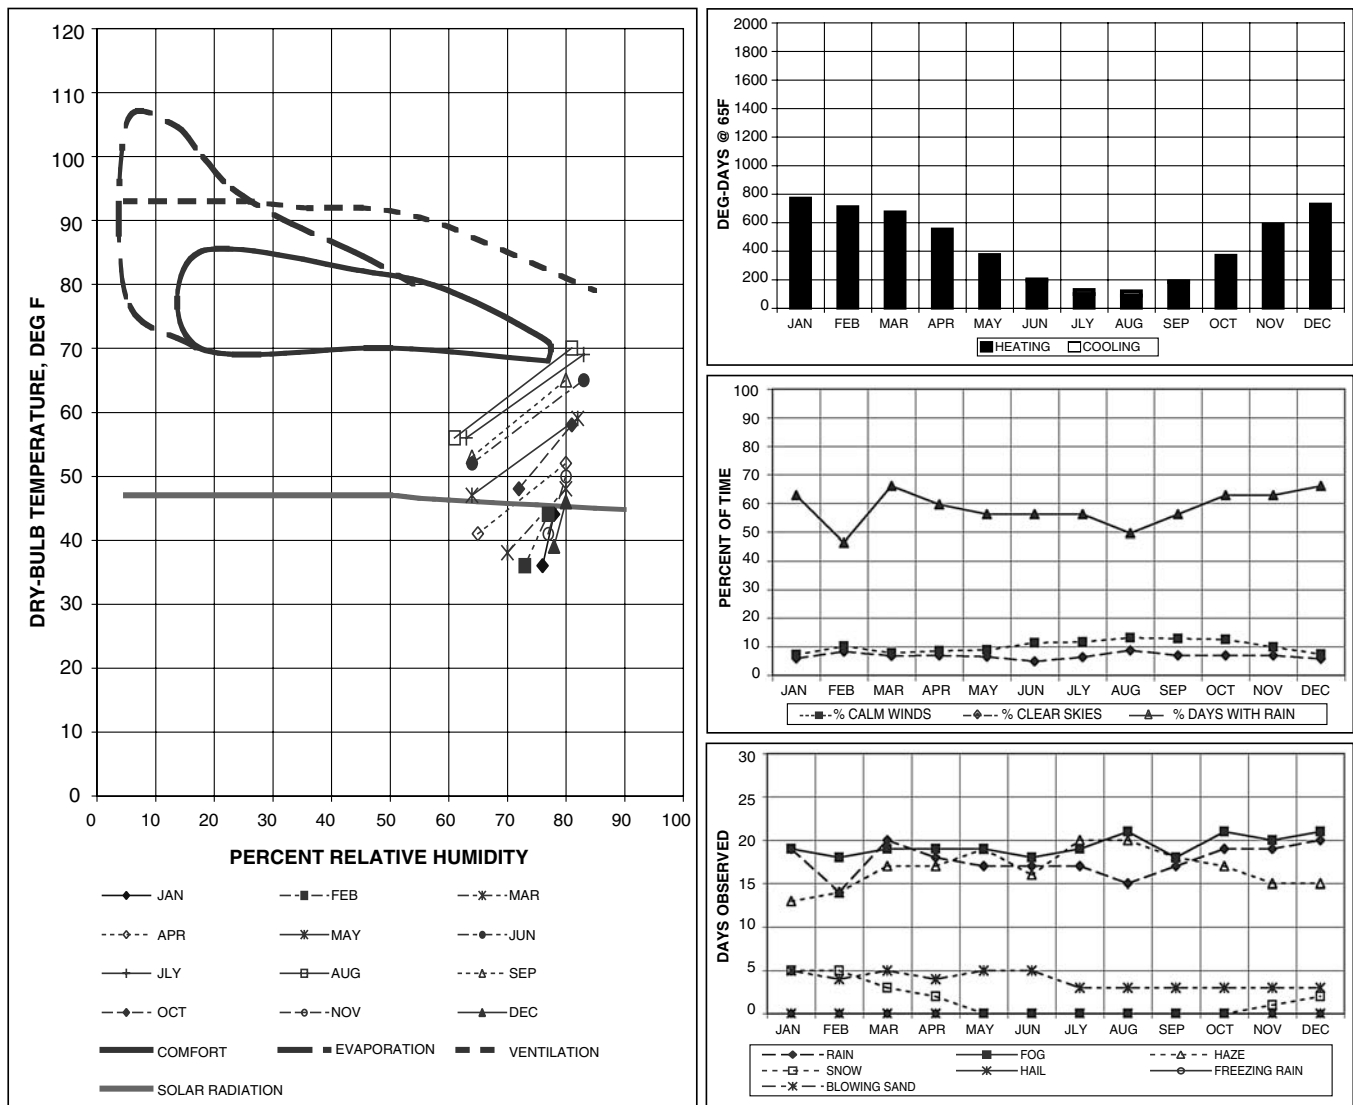 120
110
100
90
80
70
60
50
40
30
20
10
0
DRY-BULB TEMPERATURE, DEG F
0 10 20 30 40 50 60 70 80 90 100
PERCENT RELATIVE HUMIDITY
JAN FEB MAR
APR MAY JUN
JLY AUG SEP
OCT NOV DEC
COMFORT EVAPORATION VENTILATION
SOLAR RADIATION
2000
1800
1600
1400
1200
1000
800
600
400
200
0
DEG-DAYS @ 65F
JAN FEB MAR APR MAY JUN JLY AUG SEP OCT NOV DEC
HEATING COOLING
100
90
80
70
60
50
40
30
20
10
0
PERCENT OF TIME
JAN FEB MAR APR MAY JUN JLY AUG SEP OCT NOV DEC
% CALM WINDS % CLEAR SKIES % DAYS WITH RAIN
30
25
20
15
10
5
0
DAYS OBSERVED
JAN FEB MAR APR MAY JUN JLY AUG SEP OCT NOV DEC
RAIN FOG HAZE
SNOW HAIL FREEZING RAIN
BLOWING SAND